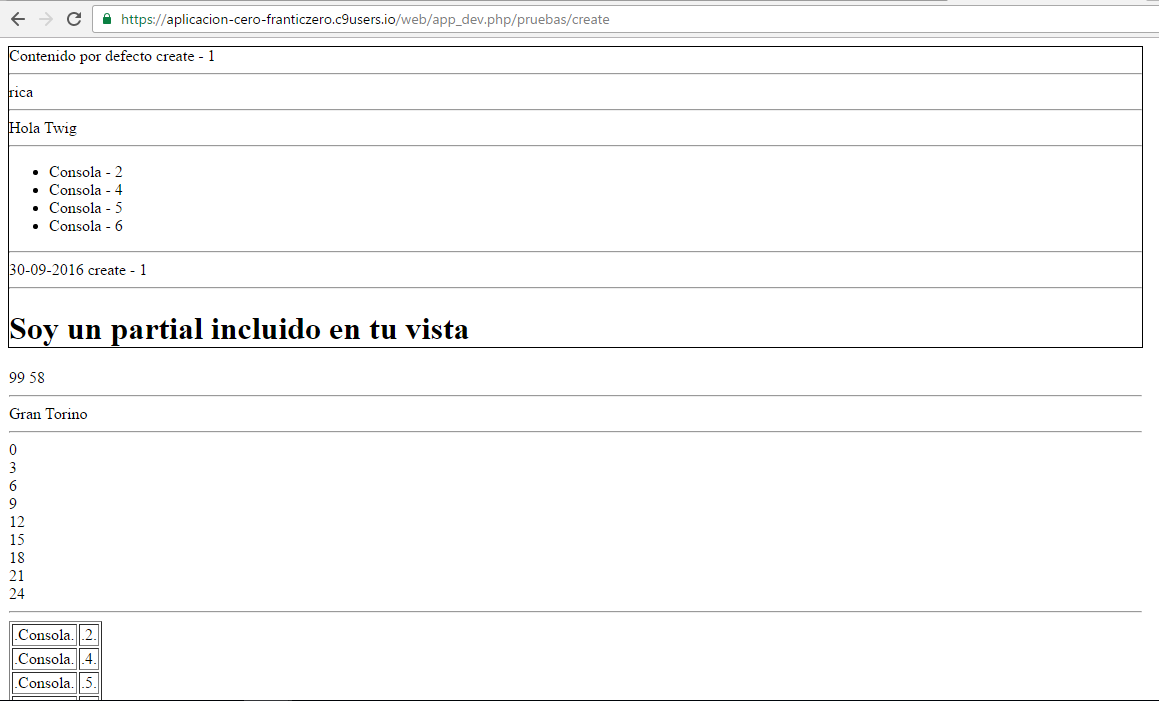 https://aplicacion-cero-franticzero.c9users.io/web/app_dev.php/pruebas/create
Contenido por defecto create - 1
rica
Hola Twig
Consola - 2
Consola - 4
Consola - 5
Consola - 6
30-09-2016 create - 1
Soy un partial incluido en tu vista
99 58
Gran Torino
0
3
6
9
12
15
18
21
24
.Consola. .2.
.Consola. .4.
.Consola. .5.